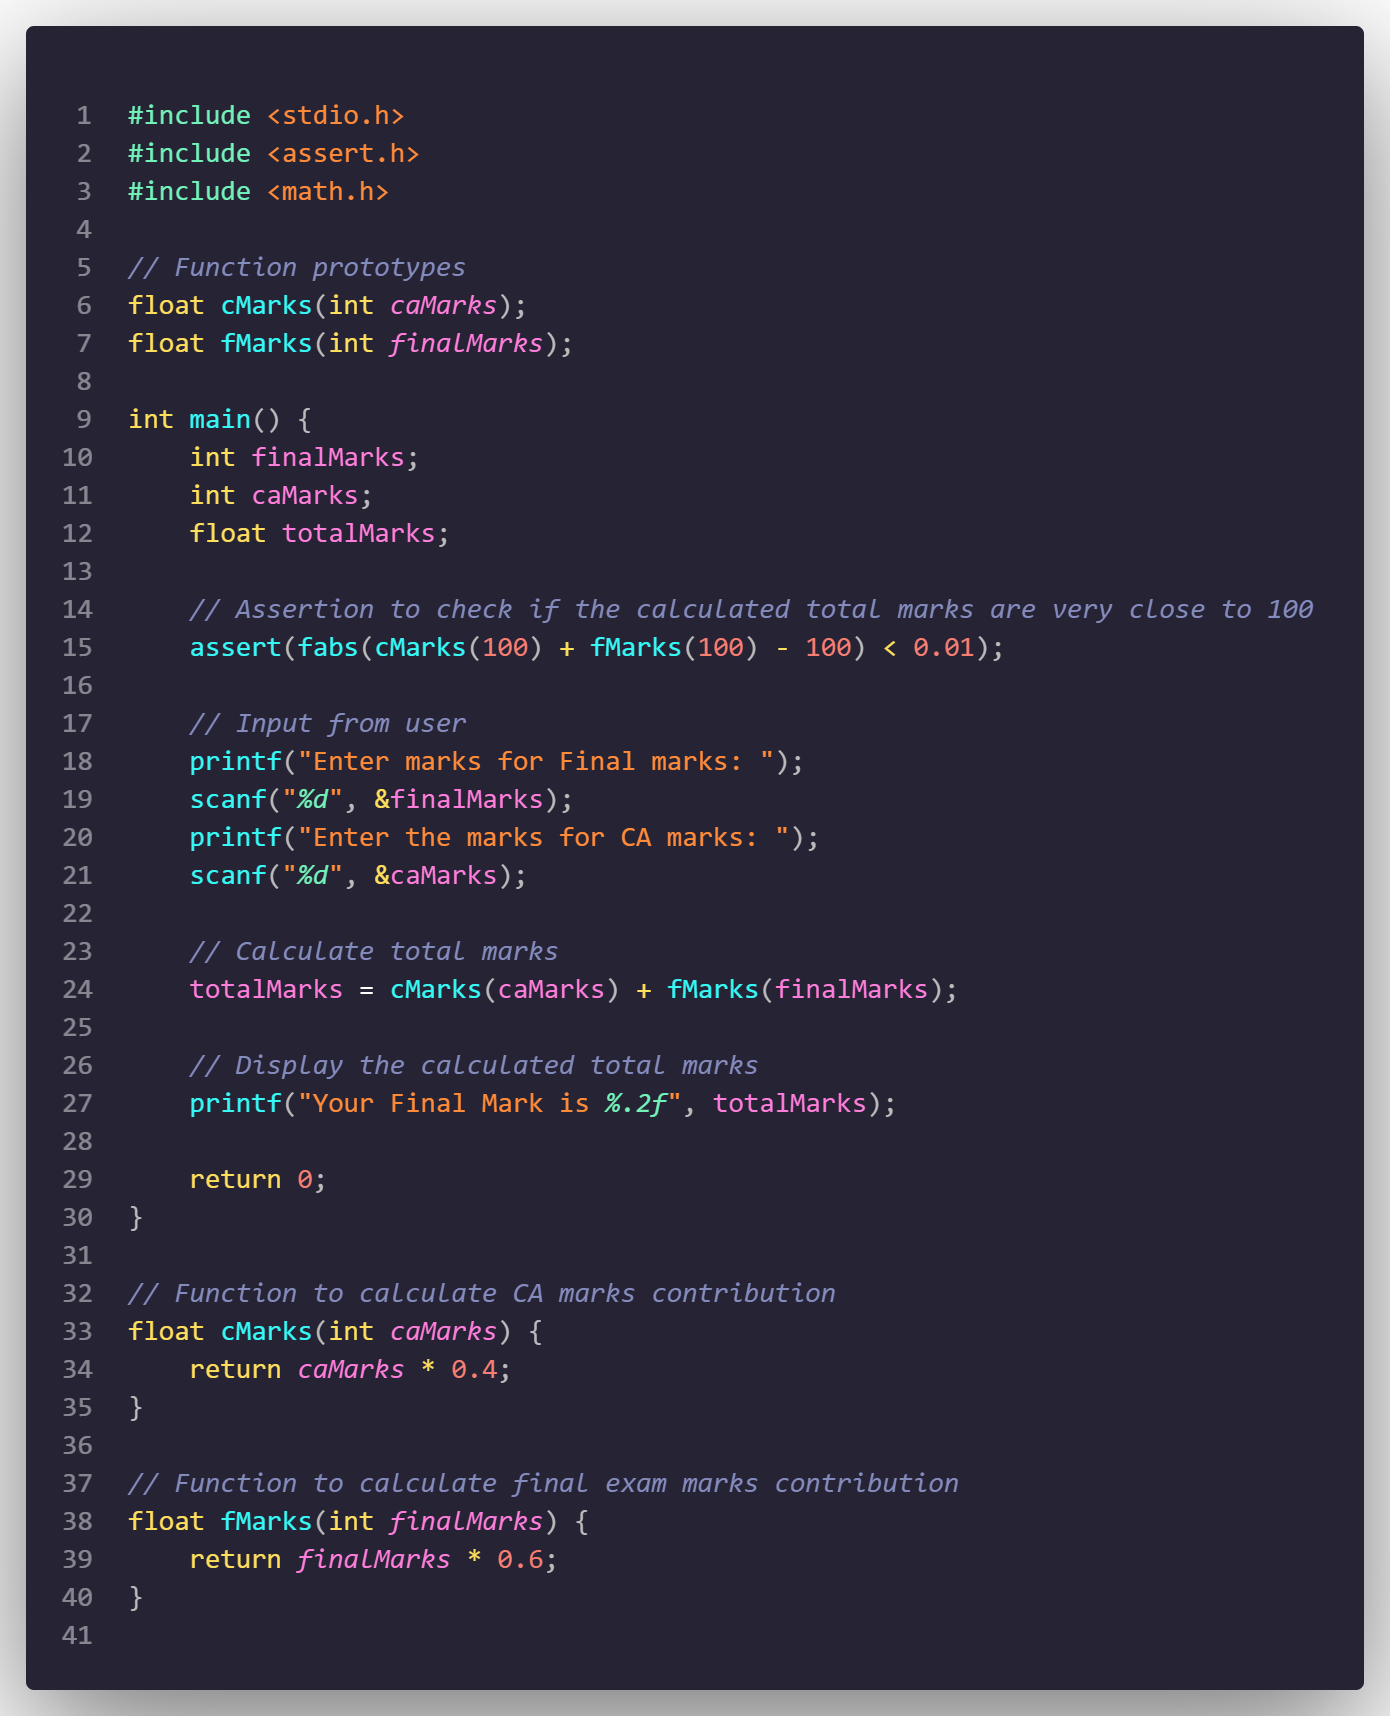 1 #include <stdio.h>
2 #include <assert.h>
3 #include <math.h>
4
5 // Function prototypes
6 float cMarks(int caMarks);
7 float fMarks(int finalMarks);
8
9 int main() {
10     int finalMarks;
11     int caMarks;
12     float totalMarks;
13
14     // Assertion to check if the calculated total marks are very close to 100
15     assert(fabs(cMarks(100) + fMarks(100) - 100) < 0.01);
16
17     // Input from user
18     printf("Enter marks for Final marks: ");
19     scanf("%d", &finalMarks);
20     printf("Enter the marks for CA marks: ");
21     scanf("%d", &caMarks);
22
23     // Calculate total marks
24     totalMarks = cMarks(caMarks) + fMarks(finalMarks);
25
26     // Display the calculated total marks
27     printf("Your Final Mark is %.2f", totalMarks);
28
29     return 0;
30 }
31
32 // Function to calculate CA marks contribution
33 float cMarks(int caMarks) {
34     return caMarks * 0.4;
35 }
36
37 // Function to calculate final exam marks contribution
38 float fMarks(int finalMarks) {
39     return finalMarks * 0.6;
40 }
41